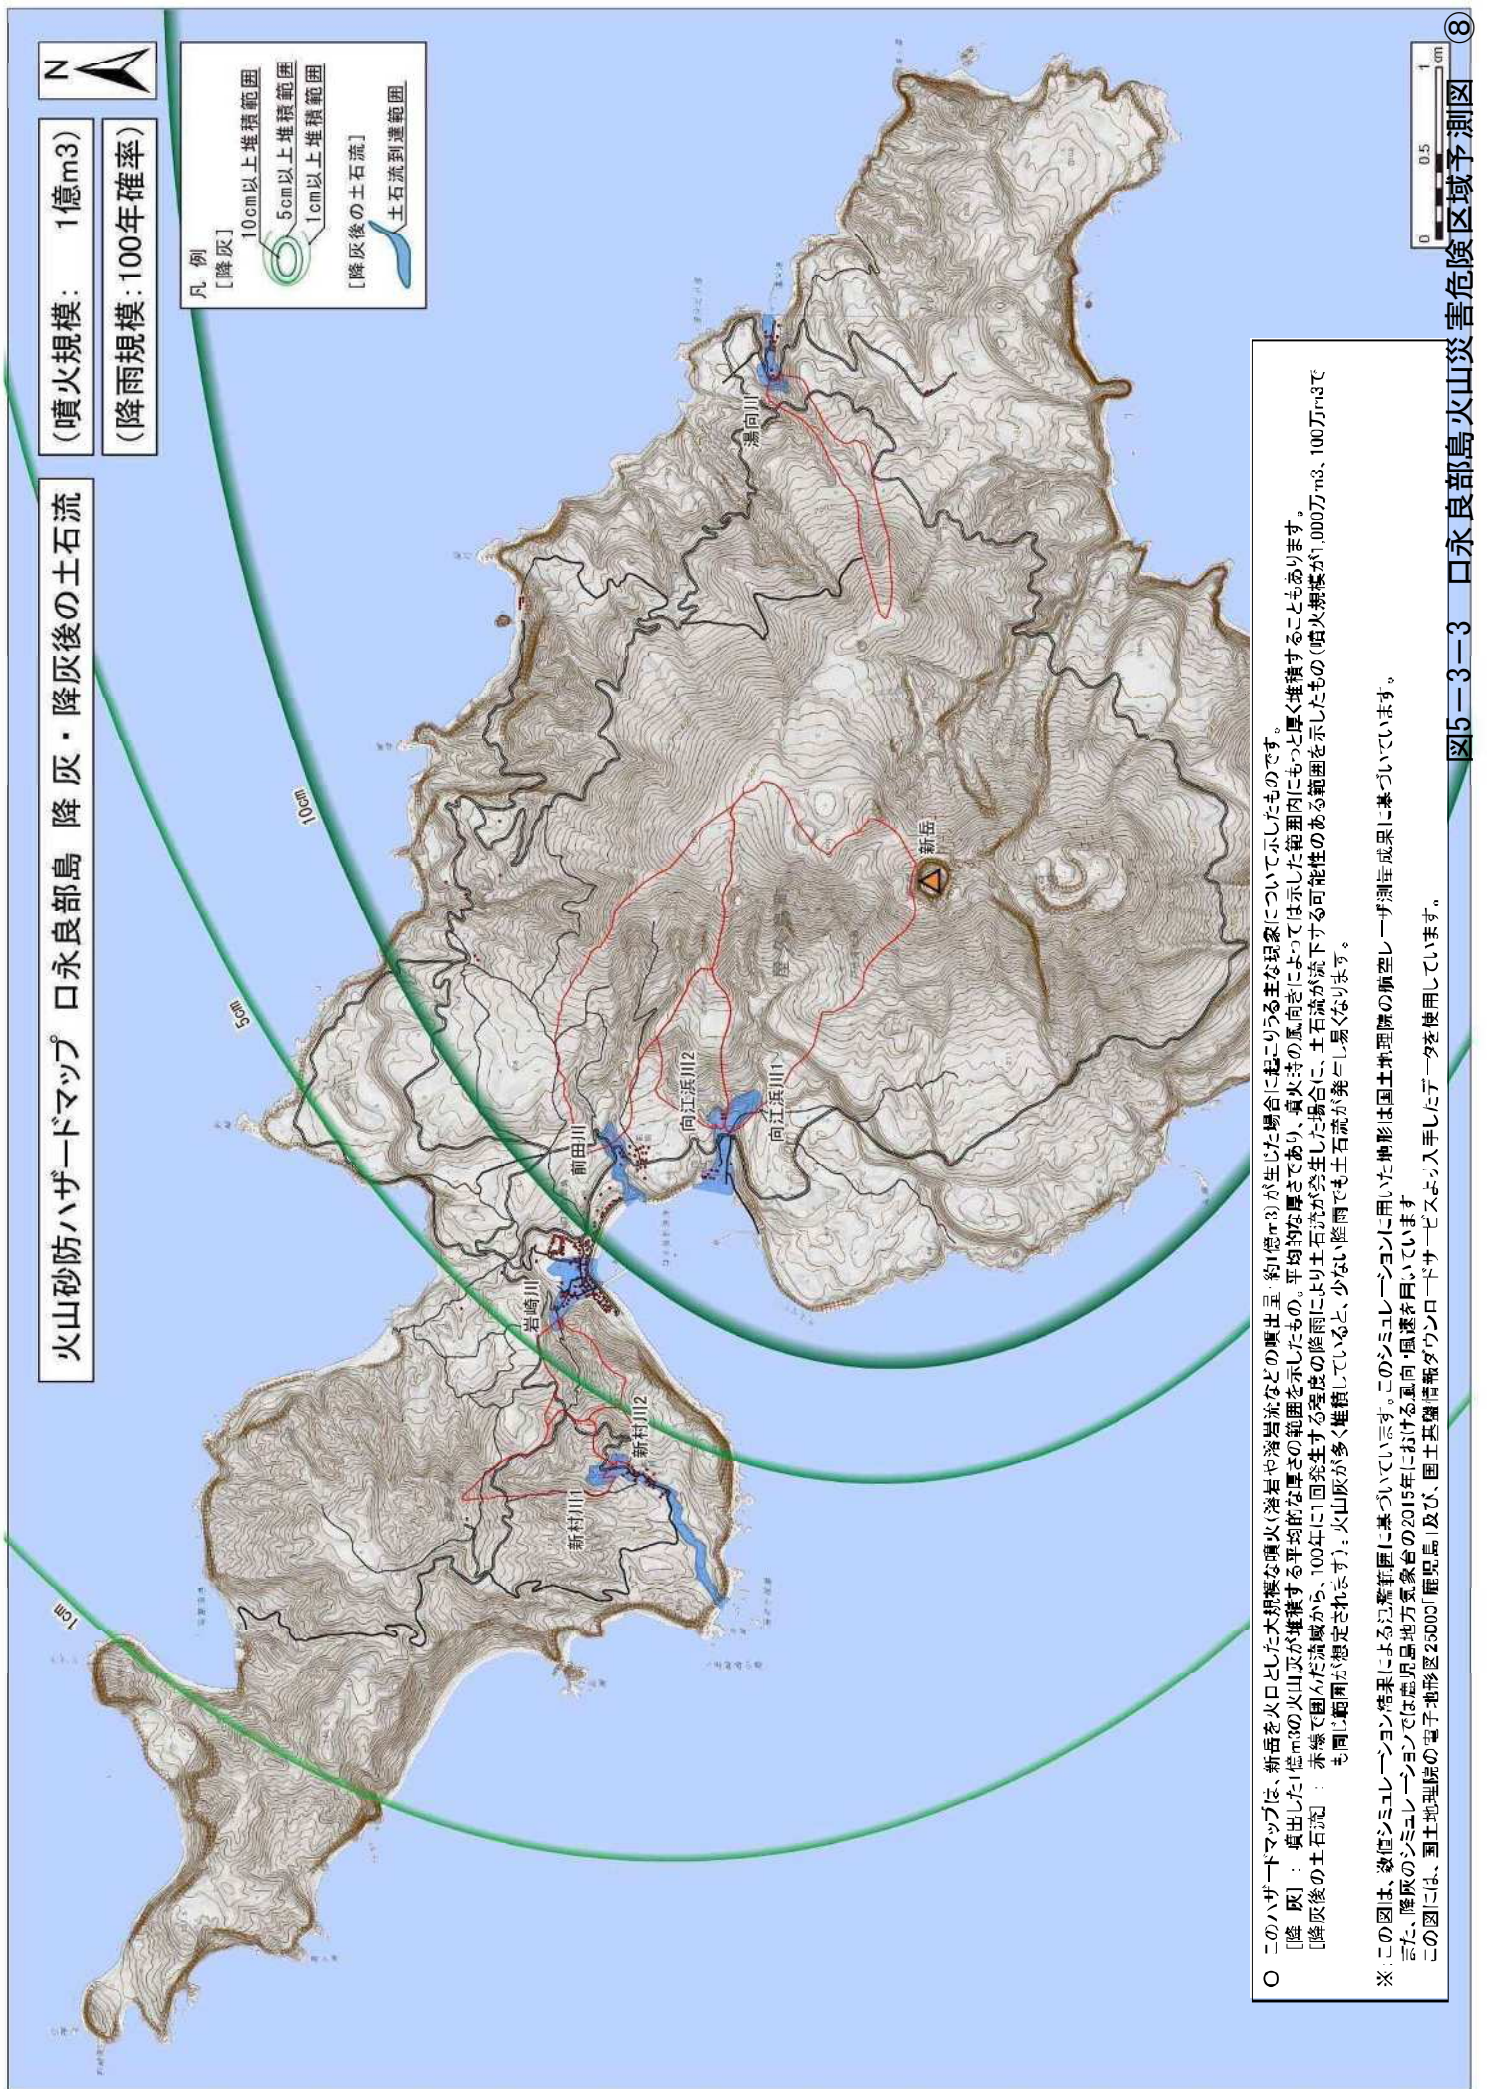 火山砂防ハザードマップ 口永良部島 降灰・降灰後の土石流
(噴火規模: 1億m3)
(降雨規模:100年確率)
N
凡 例
[降灰]
10cm以上堆積範囲
5cm以上堆積範囲
1cm以上堆積範囲
[降灰後の土石流]
土石流到達範囲
1cm
5cm
10cm
湯向川
新岳
前田川
向江浜川2
向江浜川1
岩崎川
新村川2
新村川1
0 0.5 1
○ このハザードマップは、新岳を火口とした大規模な噴火(溶岩や溶岩流などの噴出量:約1億m3)が生じた場合に起こりうる主な現象について示したものです。
[降 灰] : 噴出した1億m3の火山灰が堆積する平均的な厚さの範囲を示したもの。平均的な厚さであり、噴火時の風向きによっては示した範囲内にもっと厚く堆積することもあります。
[降灰後の土石流] : 赤線で囲んだ流域から、100年に1回発生する程度の降雨により土石流が発生した場合に、土石流が流下する可能性のある範囲を示したもの(噴火規模が1,000万m3、100万m3で
も同じ範囲が想定されます)。火山灰が多く堆積していると、少ない降雨でも土石流が発生し易くなります。
※:この図は、数値シミュレーション結果による氾濫範囲に基づいています。このシミュレーションに用いた地形は国土地理院の航空レーザ測量成果に基づいています。
また、降灰のシミュレーションでは鹿児島地方気象台の2015年における風向・風速を用いています
この図には、国土地理院の電子地形図25000「鹿児島」及び、国土基盤情報ダウンロードサービスより入手したデータを使用しています。
図5−3−3 口永良部島火山災害危険区域予測図 ⑧